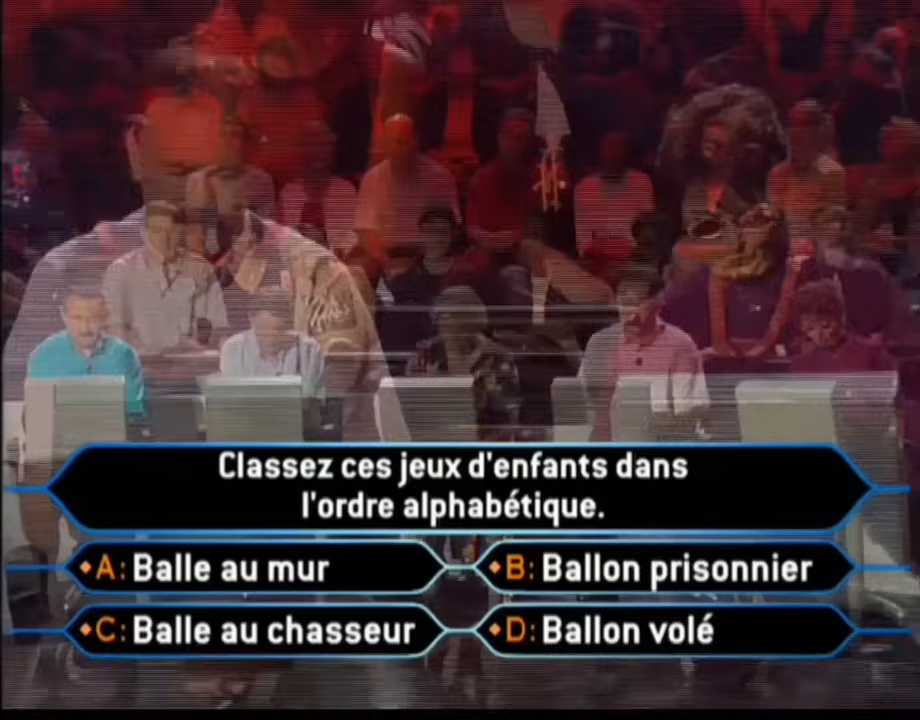 Classez ces jeux d'enfants dans
l'ordre alphabétique.
A: Balle au mur
B: Ballon prisonnier
C: Balle au chasseur
D: Ballon volé